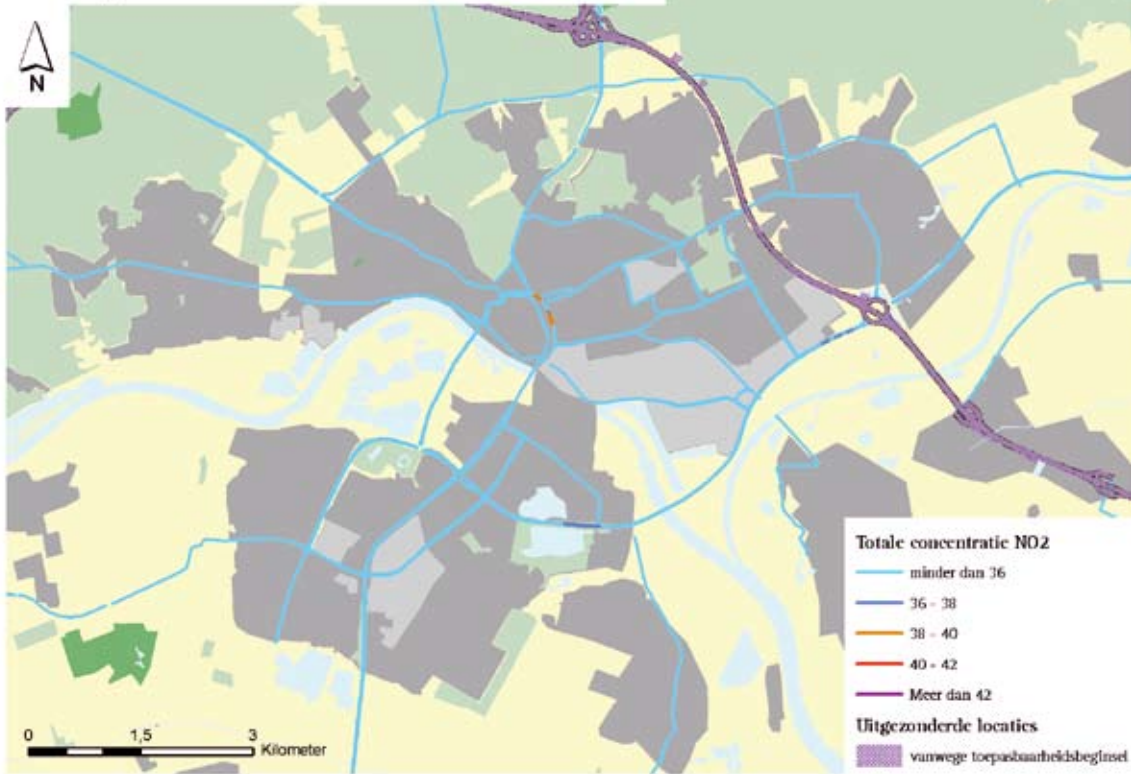 N
Totale concentratie NO2
minder dan 36
36 - 38
38 - 40
40 - 42
Meer dan 42
Uitgezonderde locaties
vanwege toepasbaarheidsbeginsel
0 1,5 3
Kilometer